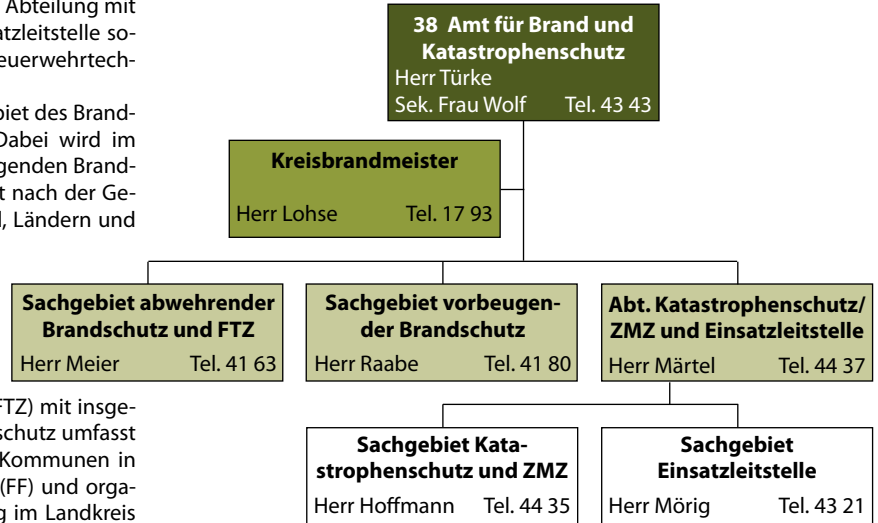 Abteilung mit
atzleitstelle so-
euerwehrtech-
biet des Brand-
Dabei wird im
genden Brand-
t nach der Ge-
l, Ländern und
38 Amt für Brand und
Katastrophenschutz
Herr Türke
Sek. Frau Wolf Tel. 43 43
Kreisbrandmeister
Herr Lohse Tel. 17 93
Sachgebiet abwehrender
Brandschutz und FTZ
Herr Meier Tel. 41 63
Sachgebiet vorbeugen-
der Brandschutz
Herr Raabe Tel. 41 80
Abt. Katastrophenschutz/
ZMZ und Einsatzleitstelle
Herr Märtel Tel. 44 37
FTZ) mit insge-
schutz umfasst
Kommunen in
(FF) und orga-
g im Landkreis
Sachgebiet Kata-
strophenschutz und ZMZ
Herr Hoffmann Tel. 44 35
Sachgebiet
Einsatzleitstelle
Herr Mörig Tel. 43 21